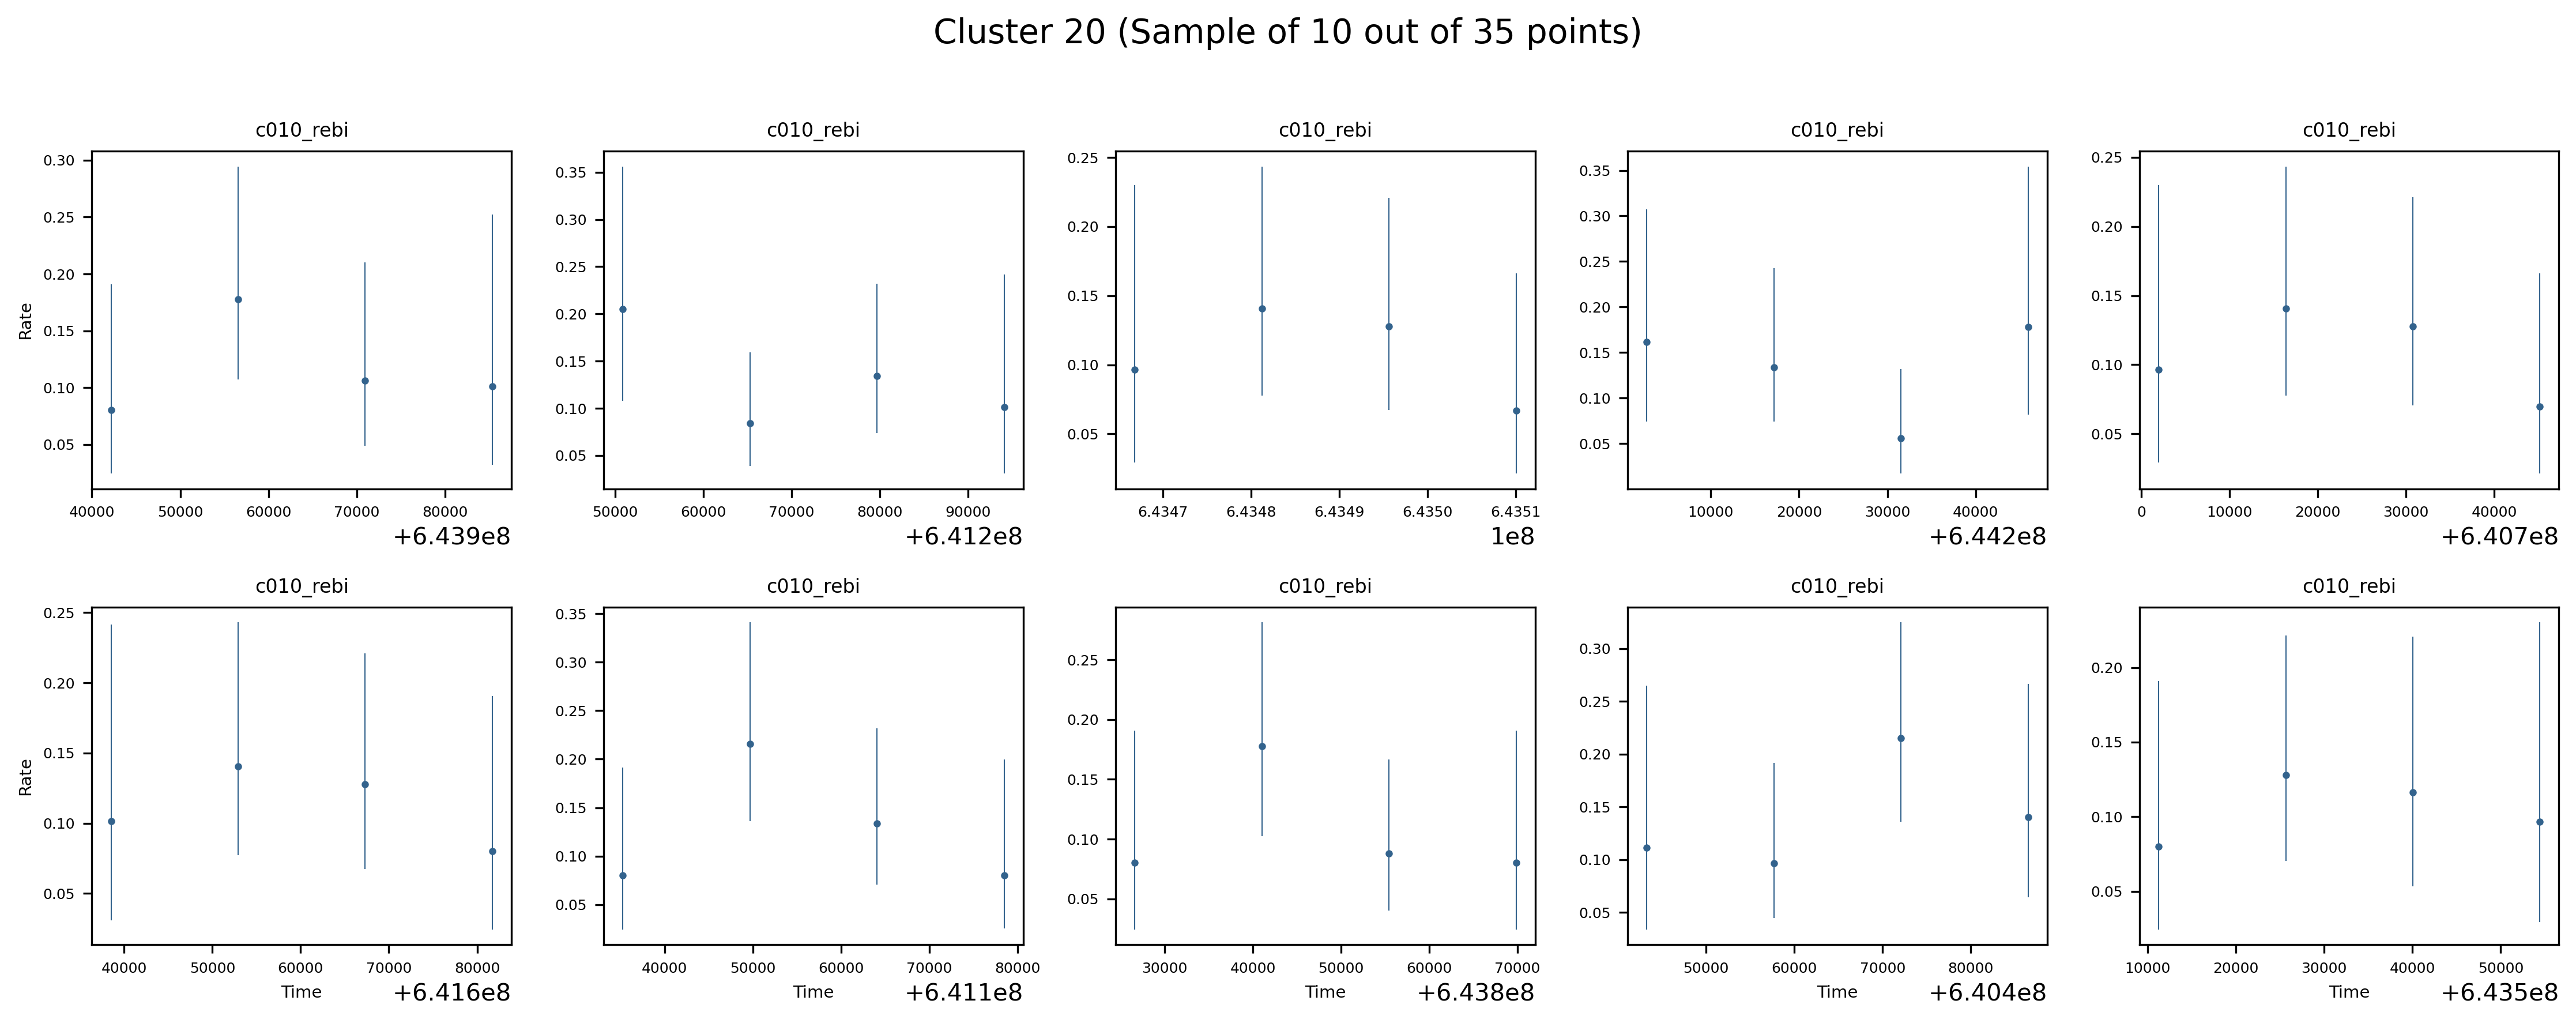 Cluster 20 (Sample of 10 out of 35 points)
c010_rebi c010_rebi c010_rebi c010_rebi c010_rebi
0.30 0.25 0.20 0.15 0.10 0.05
Rate
40000 50000 60000 70000 80000
+6.439e8
0.35 0.30 0.25 0.20 0.15 0.10 0.05
50000 60000 70000 80000 90000
+6.412e8
0.25 0.20 0.15 0.10 0.05
6.4347 6.4348 6.4349 6.4350 6.4351
1e8
0.35 0.30 0.25 0.20 0.15 0.10 0.05
10000 20000 30000 40000
+6.442e8
0.25 0.20 0.15 0.10 0.05
0 10000 20000 30000 40000
+6.407e8
c010_rebi c010_rebi c010_rebi c010_rebi c010_rebi
0.25 0.20 0.15 0.10 0.05
Rate
40000 50000 60000 70000 80000
Time +6.416e8
0.35 0.30 0.25 0.20 0.15 0.10 0.05
40000 50000 60000 70000 80000
Time +6.411e8
0.25 0.20 0.15 0.10 0.05
30000 40000 50000 60000 70000
Time +6.438e8
0.30 0.25 0.20 0.15 0.10 0.05
50000 60000 70000 80000
Time +6.404e8
0.20 0.15 0.10 0.05
10000 20000 30000 40000 50000
Time +6.435e8